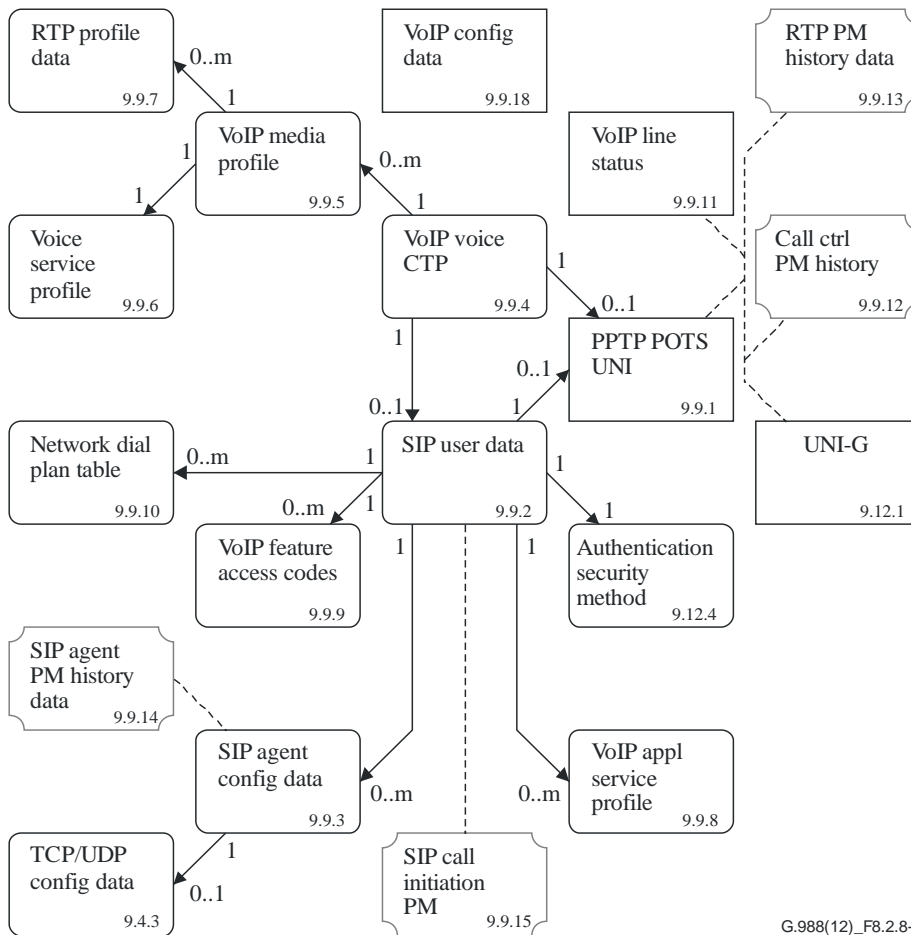 RTP profile
data
9.9.7
VoIP config
data
9.9.18
RTP PM
history data
9.9.13
0..m
1
VoIP media
profile
9.9.5
VoIP line
status
9.9.11
1
1
0..m
1
Voice
service
profile
9.9.6
VoIP voice
CTP
9.9.4
Call ctrl
PM history
9.9.12
1
0..1
1
0..1
PPTP POTS
UNI
9.9.1
0..1
1
Network dial
plan table
9.9.10
0..m
1
SIP user data
9.9.2
1
1
UNI-G
9.12.1
0..m
1
VoIP feature
access codes
9.9.9
1
1
Authentication
security
method
9.12.4
SIP agent
PM history
data
9.9.14
SIP agent
config data
9.9.3
0..m
VoIP appl
service
profile
9.9.8
0..m
1
0..1
TCP/UDP
config data
9.4.3
SIP call
initiation
PM
9.9.15
G.988(12)_F8.2.8-